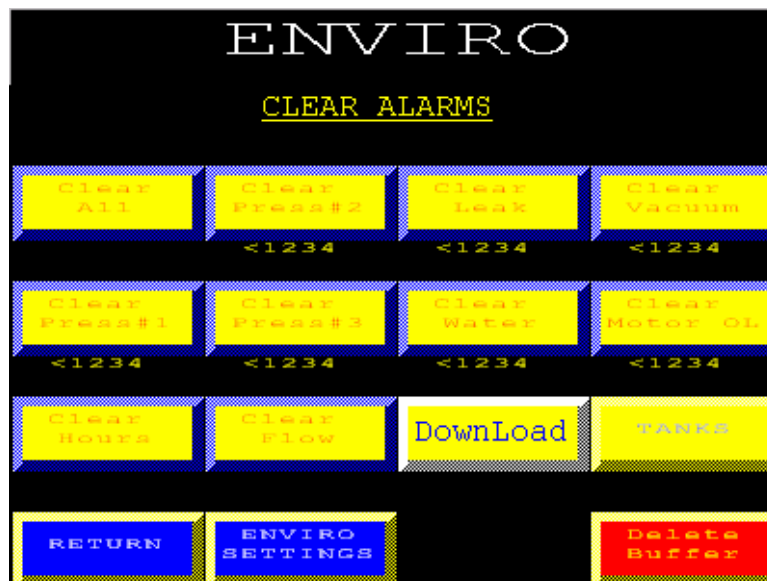 ENVIRO
CLEAR ALARMS
Clear All
Clear Press#2
Clear Leak
Clear Vacuum
<1234
<1234
<1234
Clear Press#1
Clear Press#3
Clear Water
Clear Motor OL
<1234
<1234
<1234
<1234
Clear Hours
Clear Flow
DownLoad
TANKS
RETURN
ENVIRO SETTINGS
Delete Buffer